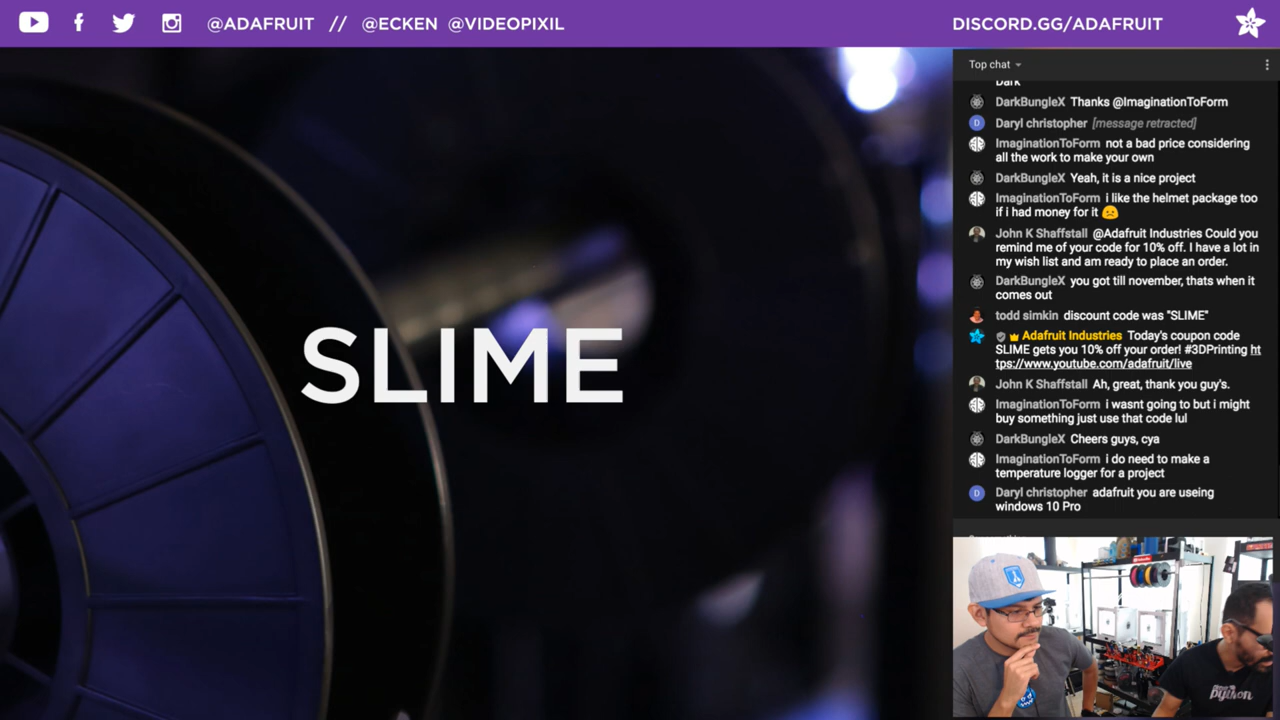 @ADAFRUIT // @ECKEN @VIDEOPIXIL
DISCORD.GG/ADAFRUIT
Top chat
Dark
DarkBungleX Thanks @ImaginationToForm
D Daryl christopher [message retracted]
ImaginationToForm not a bad price considering
all the work to make your own
DarkBungleX Yeah, it is a nice project
ImaginationToForm i like the helmet package too
if i had money for it
John K Shaffstall @Adafruit Industries Could you
remind me of your code for 10% off. I have a lot in
my wish list and am ready to place an order.
DarkBungleX you got till november, thats when it
comes out
todd simkin discount code was "SLIME"
Adafruit Industries Today's coupon code
SLIME gets you 10% off your order! #3DPrinting ht
tps://www.youtube.com/adafruit/live
John K Shaffstall Ah, great, thank you guy's.
ImaginationToForm i wasnt going to but i might
buy something just use that code lul
DarkBungleX Cheers guys, cya
ImaginationToForm i do need to make a
temperature logger for a project
D Daryl christopher adafruit you are useing
windows 10 Pro
SLIME
python